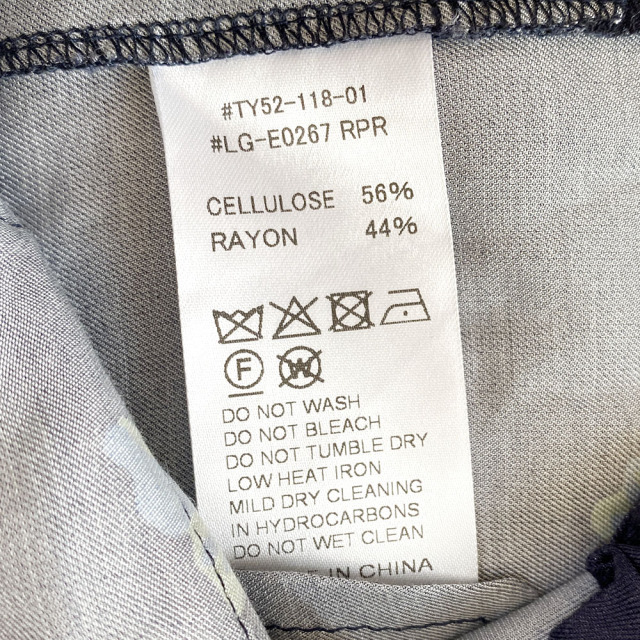 #TY52-118-01
#LG-E0267 RPR
CELLULOSE 56%
RAYON 44%
F W
DO NOT WASH
DO NOT BLEACH
DO NOT TUMBLE DRY
LOW HEAT IRON
MILD DRY CLEANING
IN HYDROCARBONS
DO NOT WET CLEAN
IN CHINA